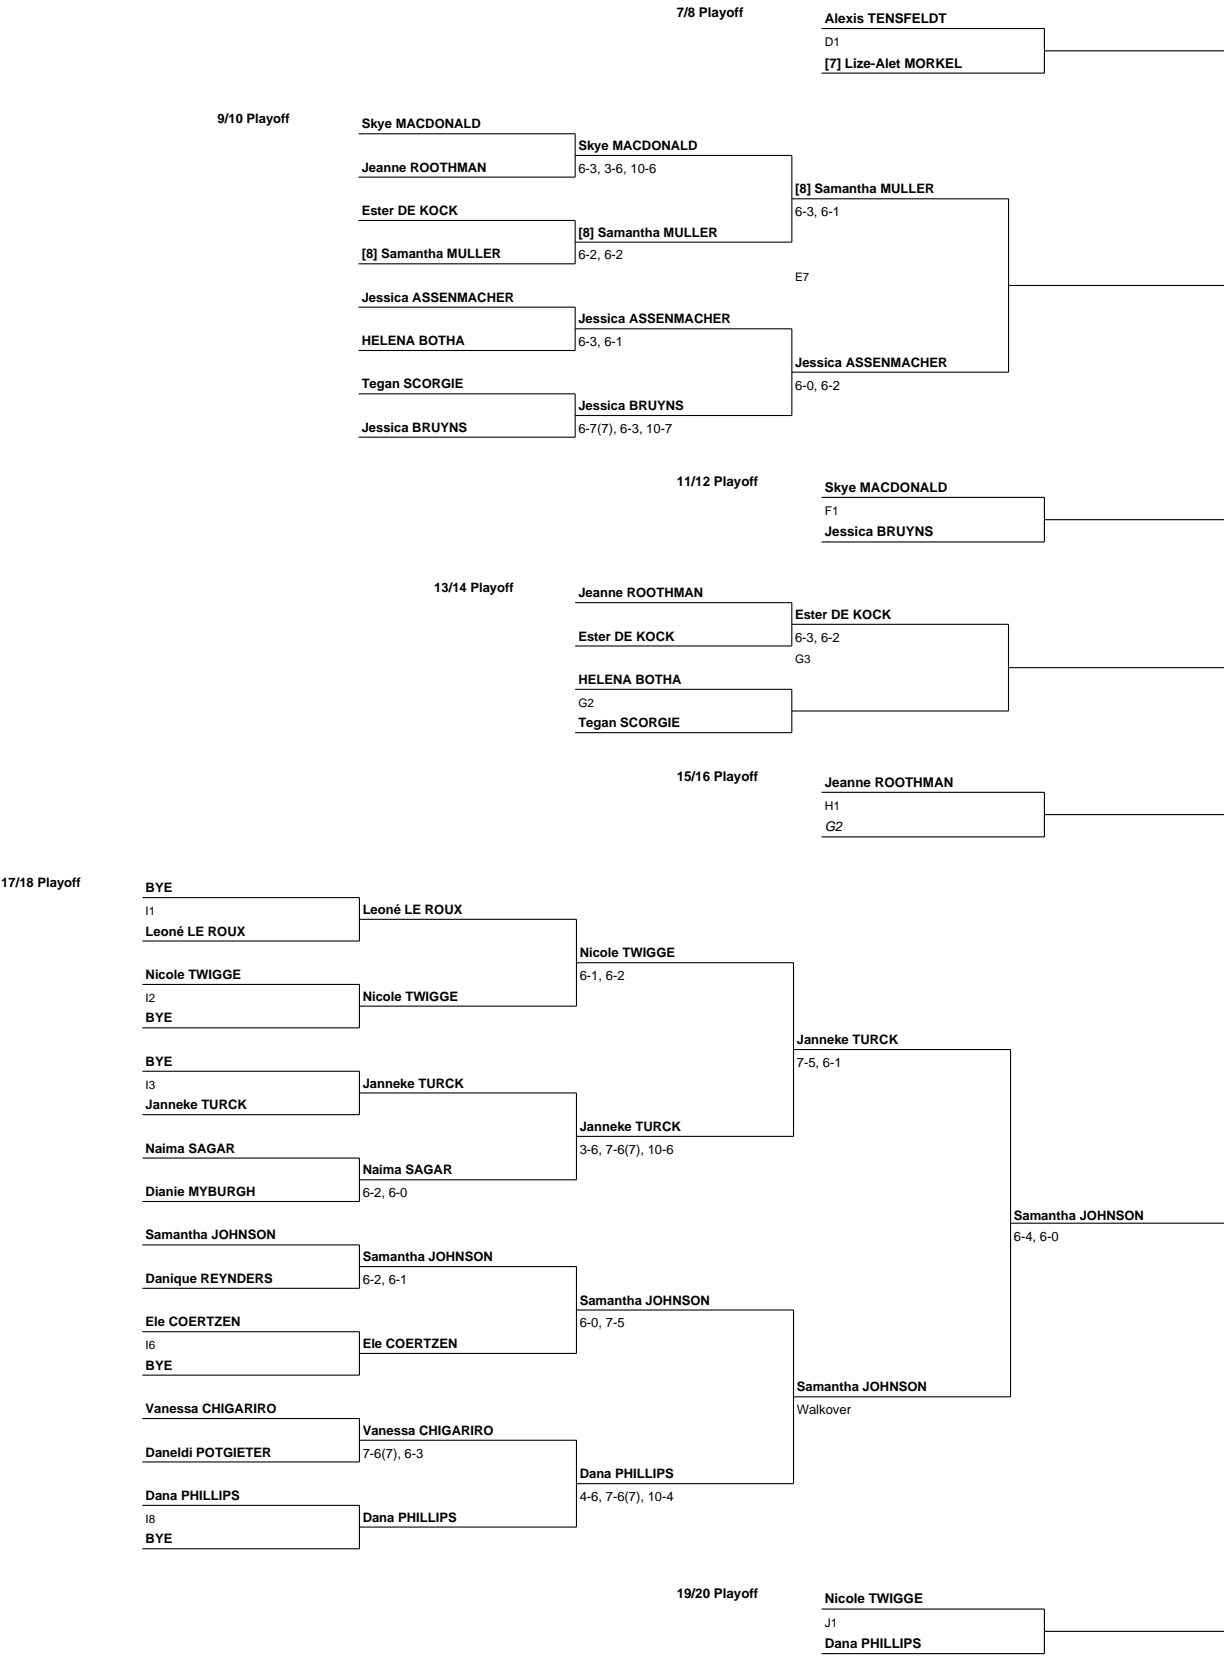 7/8 Playoff
Alexis TENSFELDT
D1
[7] Lize-Alet MORKEL
9/10 Playoff
Skye MACDONALD
Skye MACDONALD
Jeanne ROOTHMAN
6-3, 3-6, 10-6
[8] Samantha MULLER
Ester DE KOCK
6-3, 6-1
[8] Samantha MULLER
[8] Samantha MULLER
6-2, 6-2
E7
Jessica ASSENMACHER
Jessica ASSENMACHER
HELENA BOTHA
6-3, 6-1
Jessica ASSENMACHER
Tegan SCORGIE
6-0, 6-2
Jessica BRUYNS
Jessica BRUYNS
6-7(7), 6-3, 10-7
11/12 Playoff
Skye MACDONALD
F1
Jessica BRUYNS
13/14 Playoff
Jeanne ROOTHMAN
Ester DE KOCK
Ester DE KOCK
6-3, 6-2
G3
HELENA BOTHA
G2
Tegan SCORGIE
15/16 Playoff
Jeanne ROOTHMAN
H1
G2
17/18 Playoff
BYE
I1
Leoné LE ROUX
Leoné LE ROUX
Nicole TWIGGE
Nicole TWIGGE
6-1, 6-2
I2
Nicole TWIGGE
BYE
Janneke TURCK
BYE
7-5, 6-1
I3
Janneke TURCK
Janneke TURCK
Janneke TURCK
Naima SAGAR
3-6, 7-6(7), 10-6
Naima SAGAR
Dianie MYBURGH
6-2, 6-0
Samantha JOHNSON
Samantha JOHNSON
6-4, 6-0
Samantha JOHNSON
Danique REYNDERS
6-2, 6-1
Samantha JOHNSON
Ele COERTZEN
6-0, 7-5
I6
Ele COERTZEN
BYE
Samantha JOHNSON
Vanessa CHIGARIRO
Walkover
Vanessa CHIGARIRO
Daneldi POTGIETER
7-6(7), 6-3
Dana PHILLIPS
Dana PHILLIPS
4-6, 7-6(7), 10-4
I8
Dana PHILLIPS
BYE
19/20 Playoff
Nicole TWIGGE
J1
Dana PHILLIPS